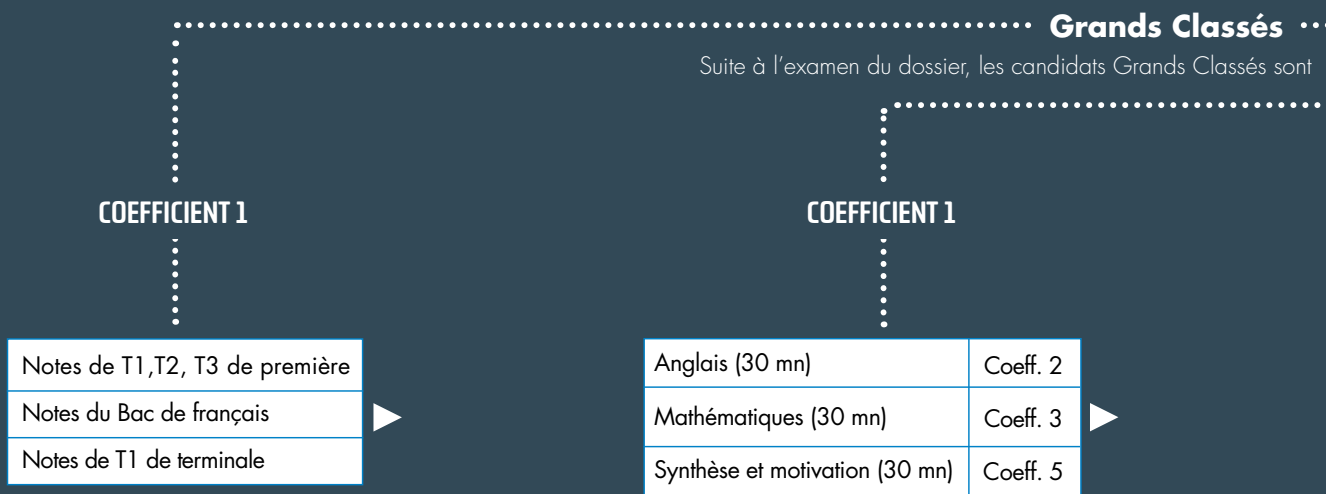 Grands Classés
Suite à l'examen du dossier, les candidats Grands Classés sont
COEFFICIENT 1
COEFFICIENT 1
Notes de T1,T2, T3 de première
Notes du Bac de français
Notes de T1 de terminale
Anglais (30 mn) Coeff. 2
Mathématiques (30 mn) Coeff. 3
Synthèse et motivation (30 mn) Coeff. 5